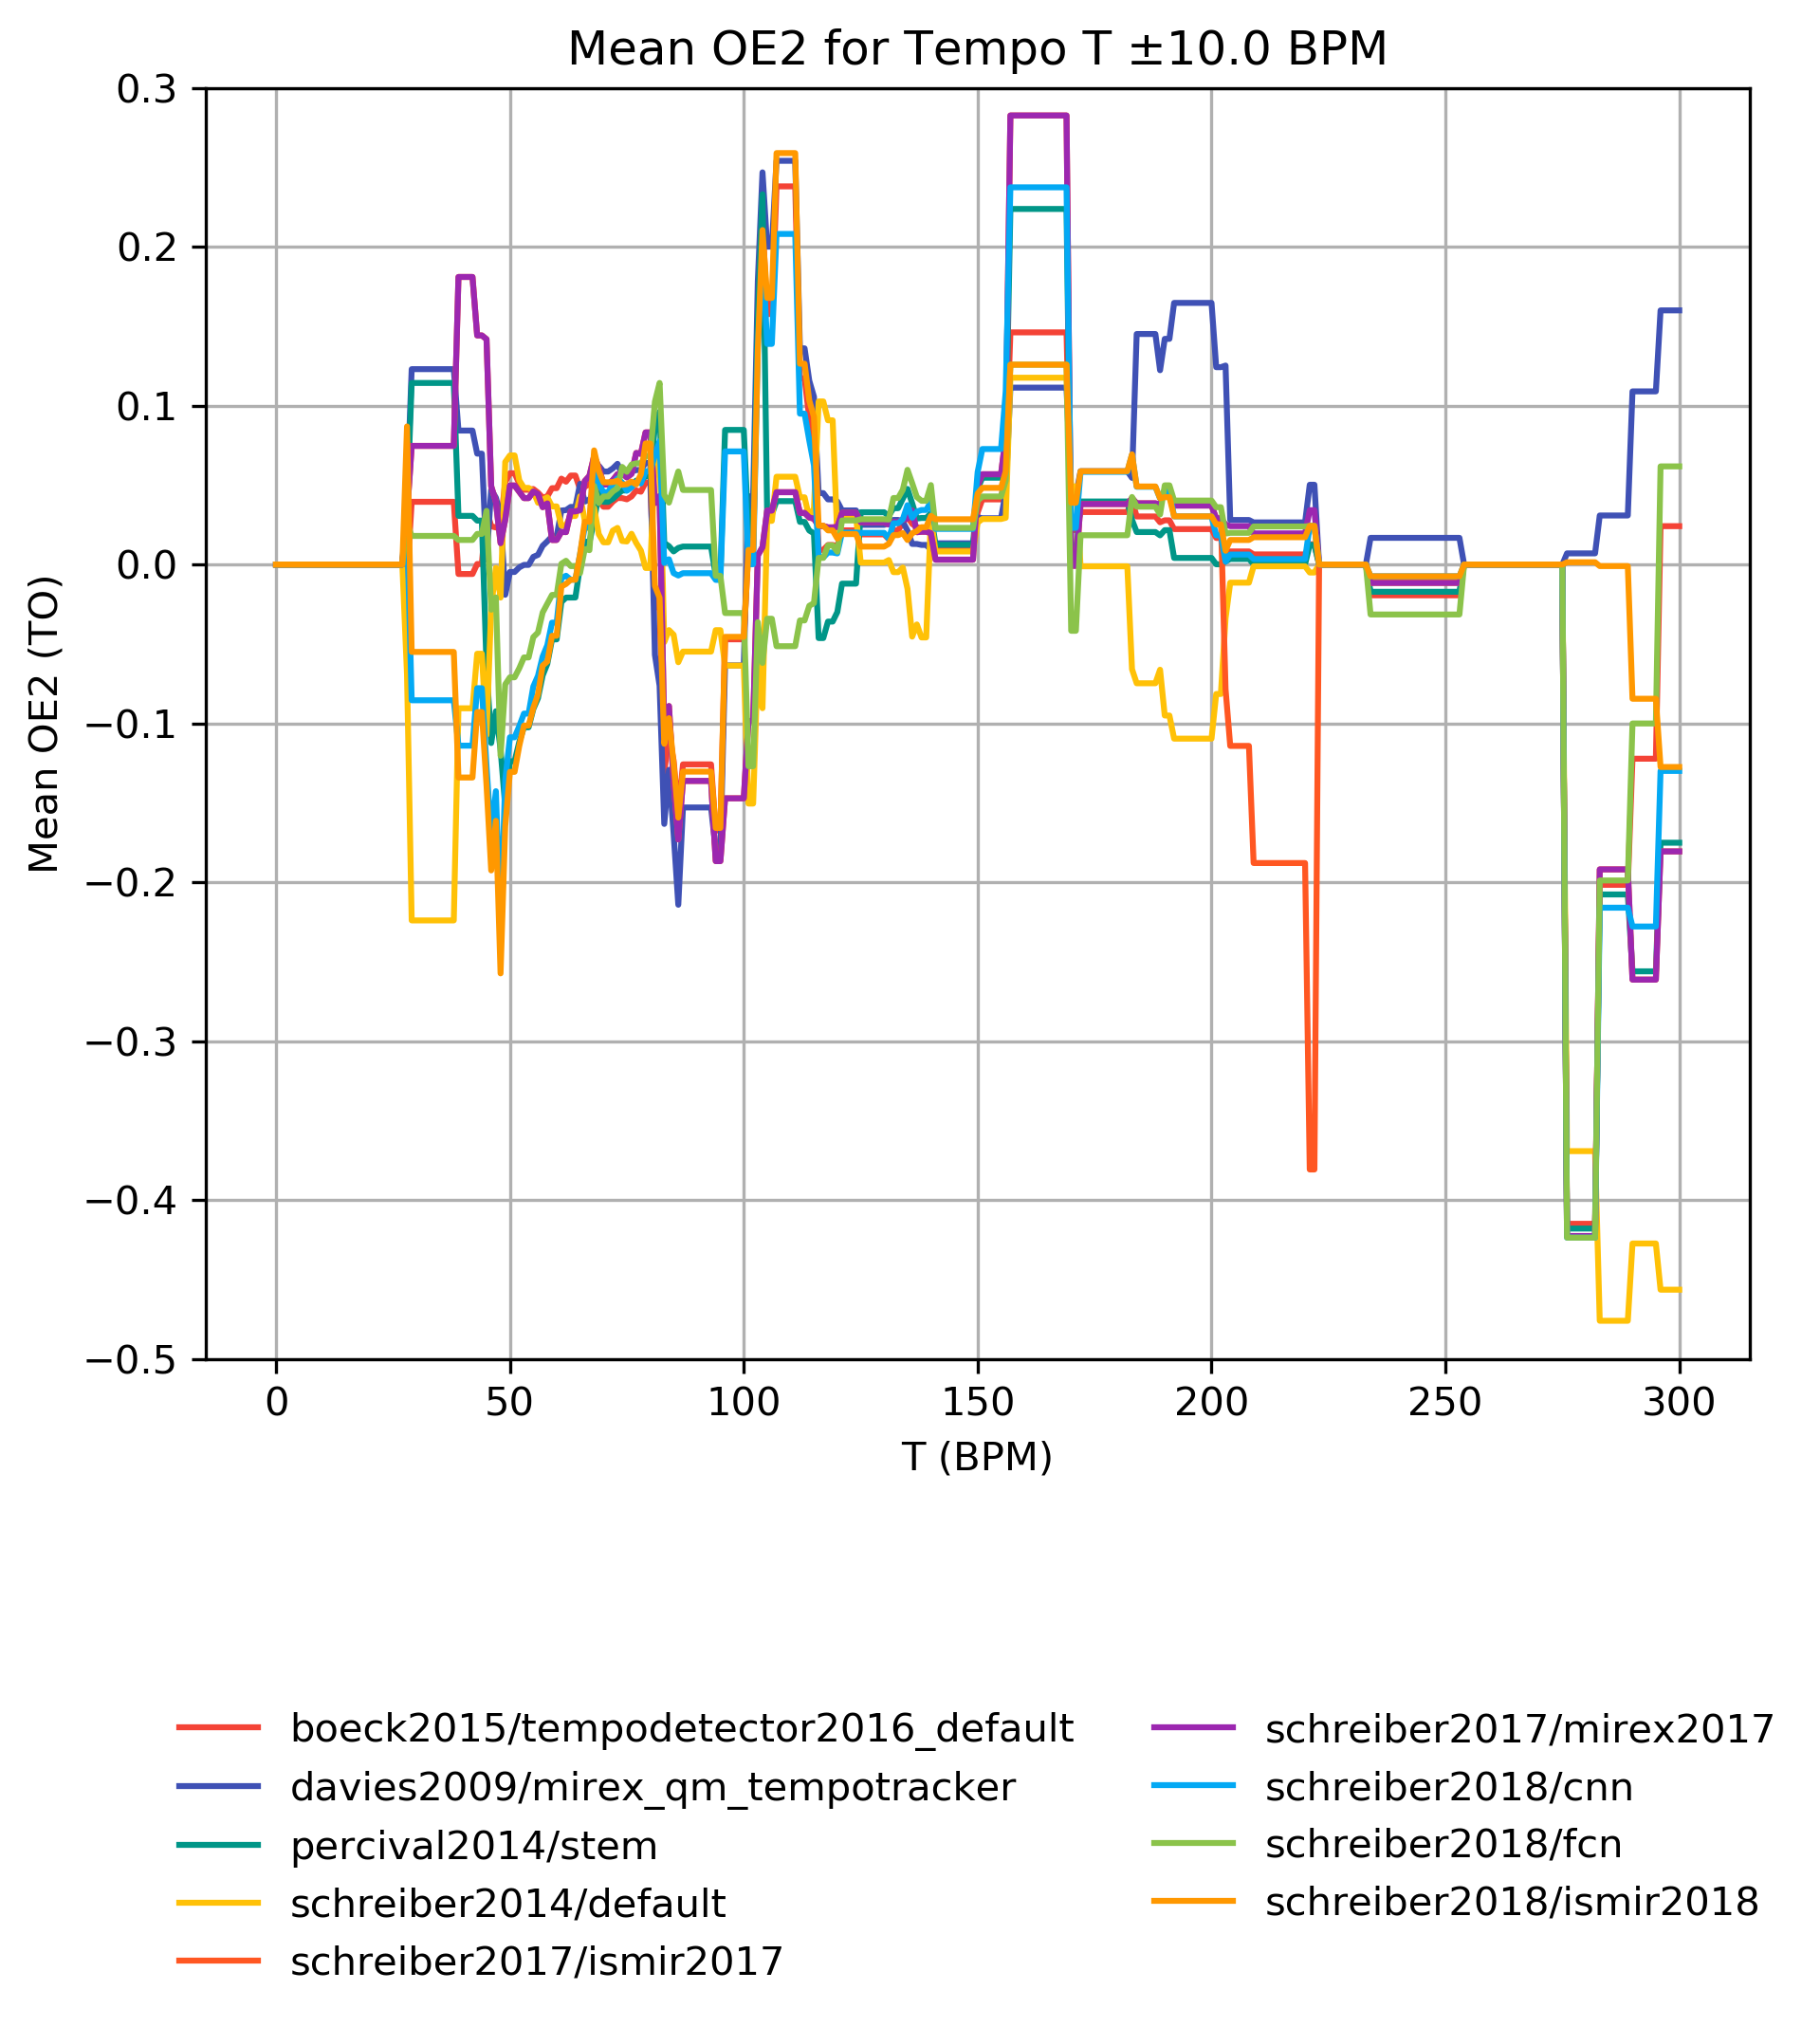 Mean OE2 for Tempo T ±10.0 BPM
0.3
0.2
0.1
0.0
−0.1
−0.2
−0.3
−0.4
−0.5
Mean OE2 (TO)
0 50 100 150 200 250 300
T (BPM)
boeck2015/tempodetector2016_default
davies2009/mirex_qm_tempotracker
percival2014/stem
schreiber2014/default
schreiber2017/ismir2017
schreiber2017/mirex2017
schreiber2018/cnn
schreiber2018/fcn
schreiber2018/ismir2018